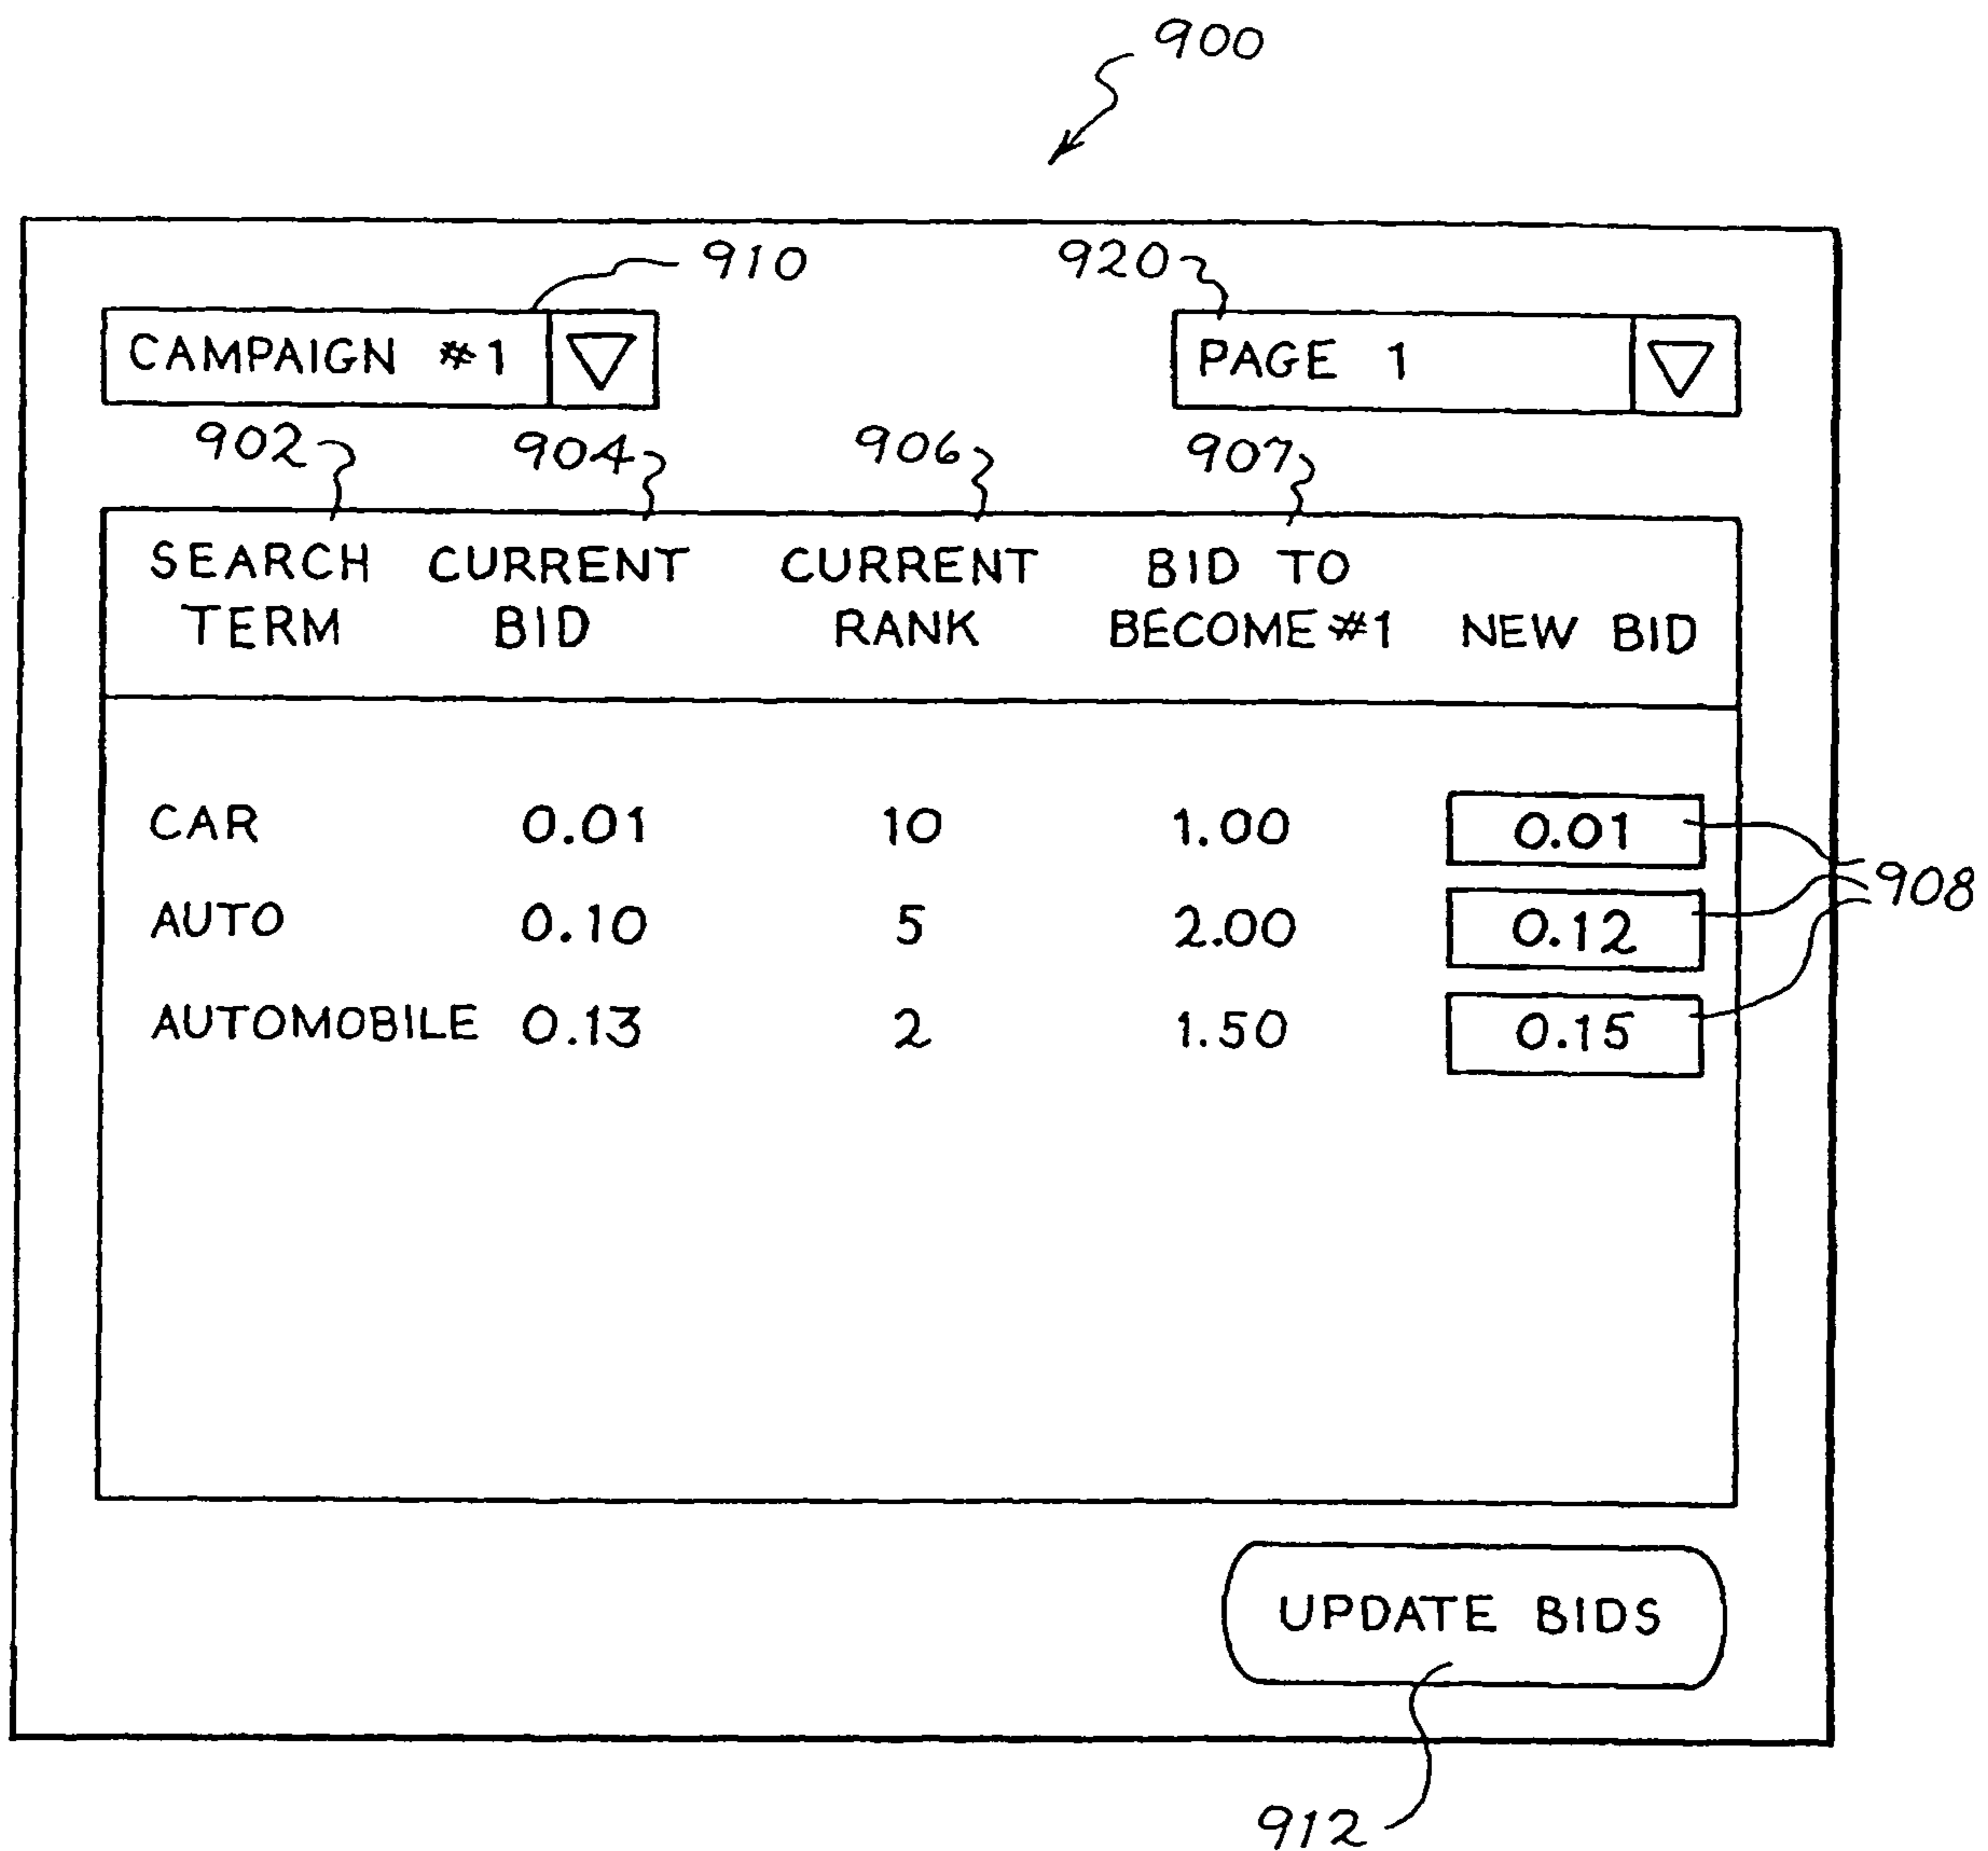 900
910 920
CAMPAIGN #1 PAGE 1
902 904 906 907
SEARCH CURRENT CURRENT BID TO
TERM BID RANK BECOME #1 NEW BID
CAR 0.01 10 1.00 0.01
908
AUTO 0.10 5 2.00 0.12
AUTOMOBILE 0.13 2 1.50 0.15
UPDATE BIDS
912